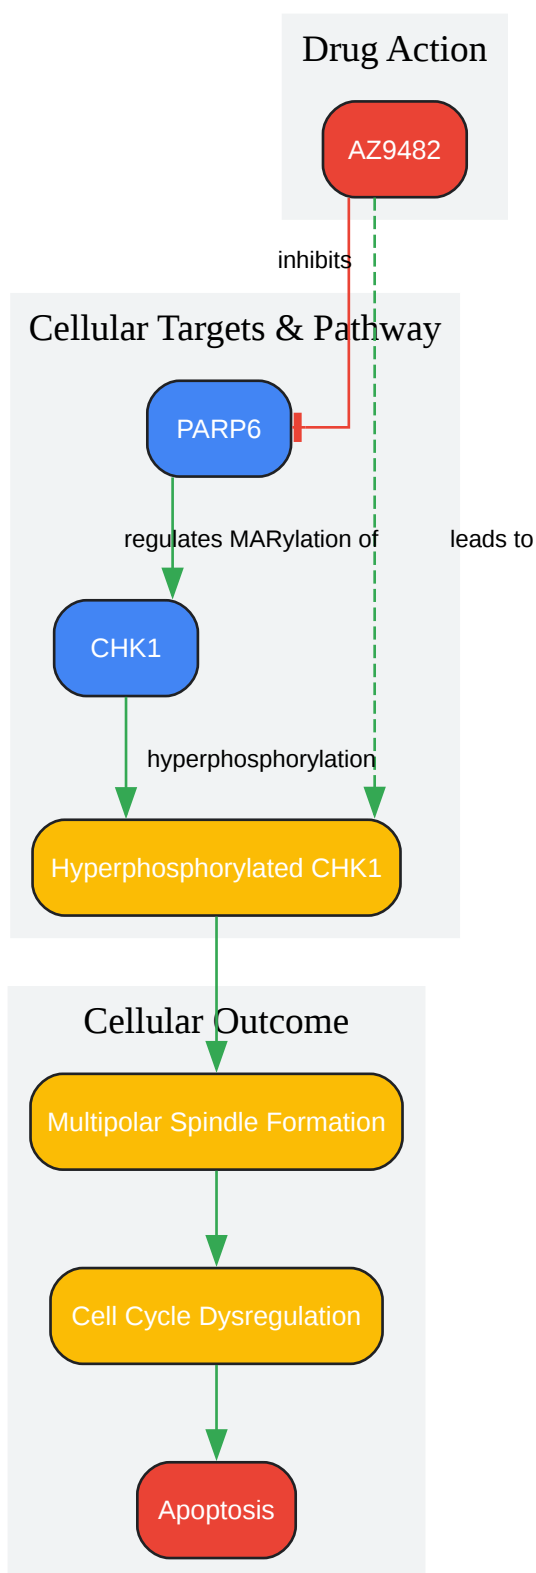 Drug Action
AZ9482
inhibits
Cellular Targets & Pathway
PARP6
regulates MARylation of
leads to
CHK1
hyperphosphorylation
Hyperphosphorylated CHK1
Cellular Outcome
Multipolar Spindle Formation
Cell Cycle Dysregulation
Apoptosis